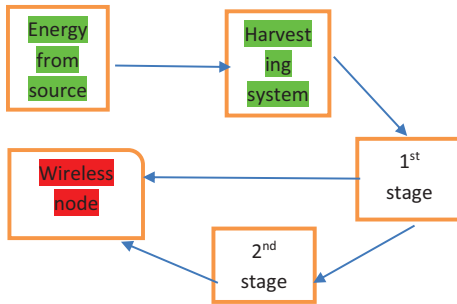 Energy
from
source
Harvest
ing
system
1st
stage
Wireless
node
2nd
stage